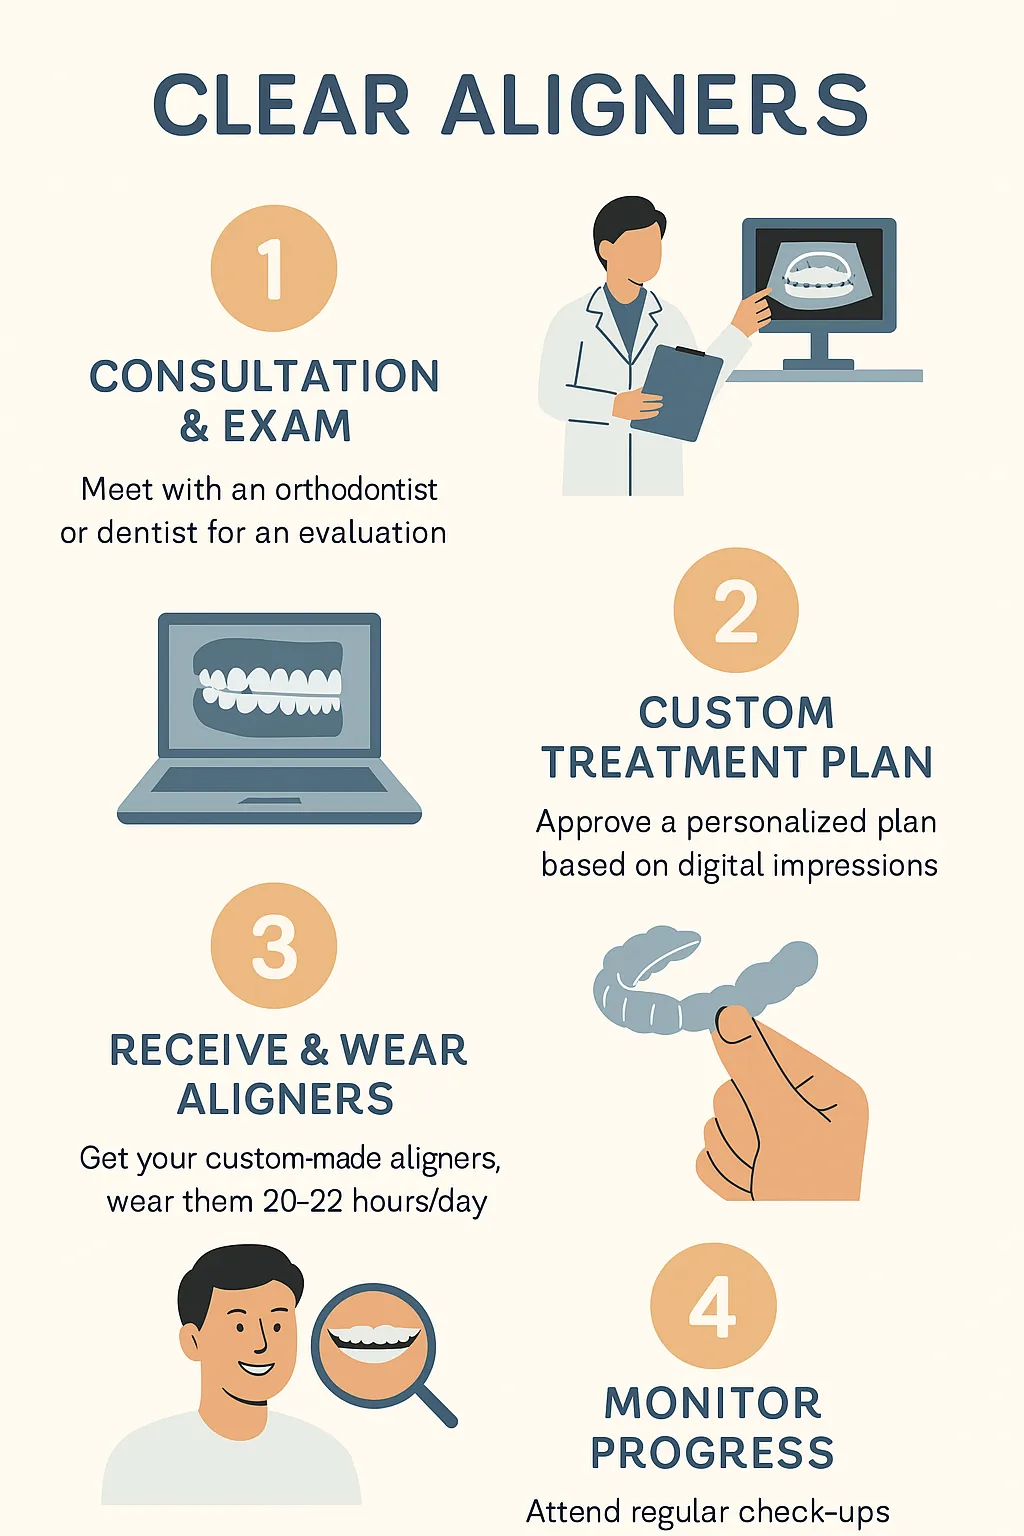 CLEAR ALIGNERS
1
CONSULTATION
& EXAM
Meet with an orthodontist
or dentist for an evaluation
2
CUSTOM
TREATMENT PLAN
Approve a personalized plan
based on digital impressions
3
RECEIVE & WEAR
ALIGNERS
Get your custom-made aligners,
wear them 20–22 hours/day
4
MONITOR
PROGRESS
Attend regular check-ups